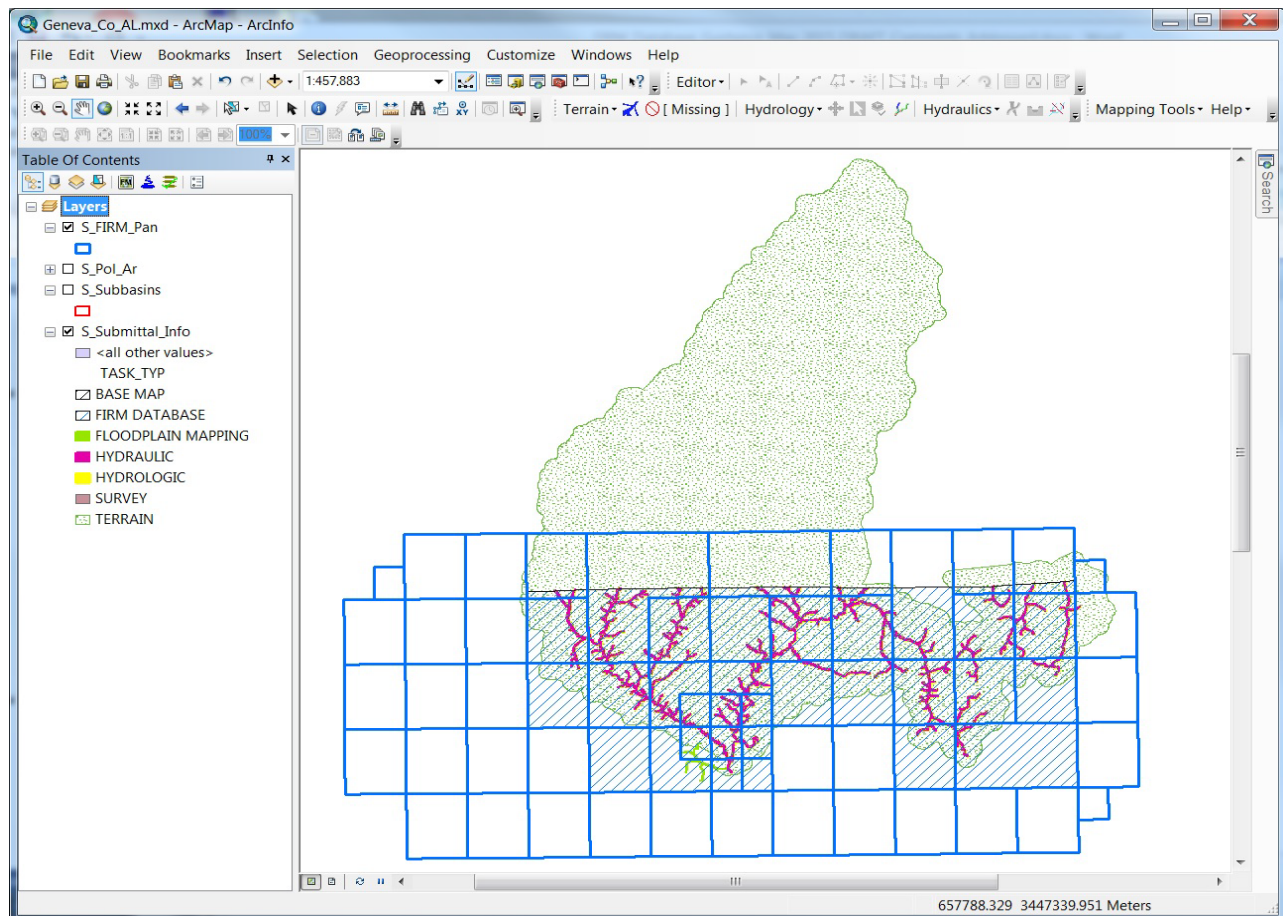 Geneva_Co_AL.mxd - ArcMap - ArcInfo
File Edit View Bookmarks Insert Selection Geoprocessing Customize Windows Help
1:457,883 Editor
Terrain [ Missing ] Hydrology Hydraulics Mapping Tools Help
100%
Table Of Contents
Layers
S_FIRM_Pan
S_Pol_Ar
S_Subbasins
S_Submittal_Info
<all other values>
TASK_TYP
BASE MAP
FIRM DATABASE
FLOODPLAIN MAPPING
HYDRAULIC
HYDROLOGIC
SURVEY
TERRAIN
Search
657788.329 3447339.951 Meters